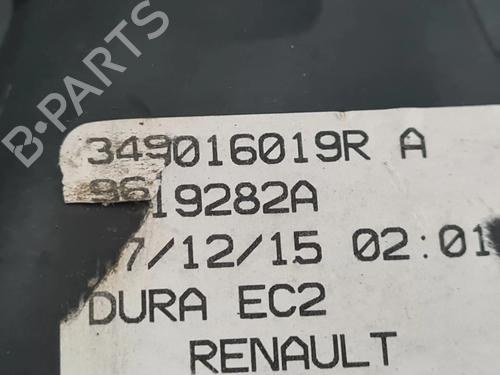 B-PARTS
349016019R A
9619282A
7/12/15 02:01
DURA EC2
RENAULT